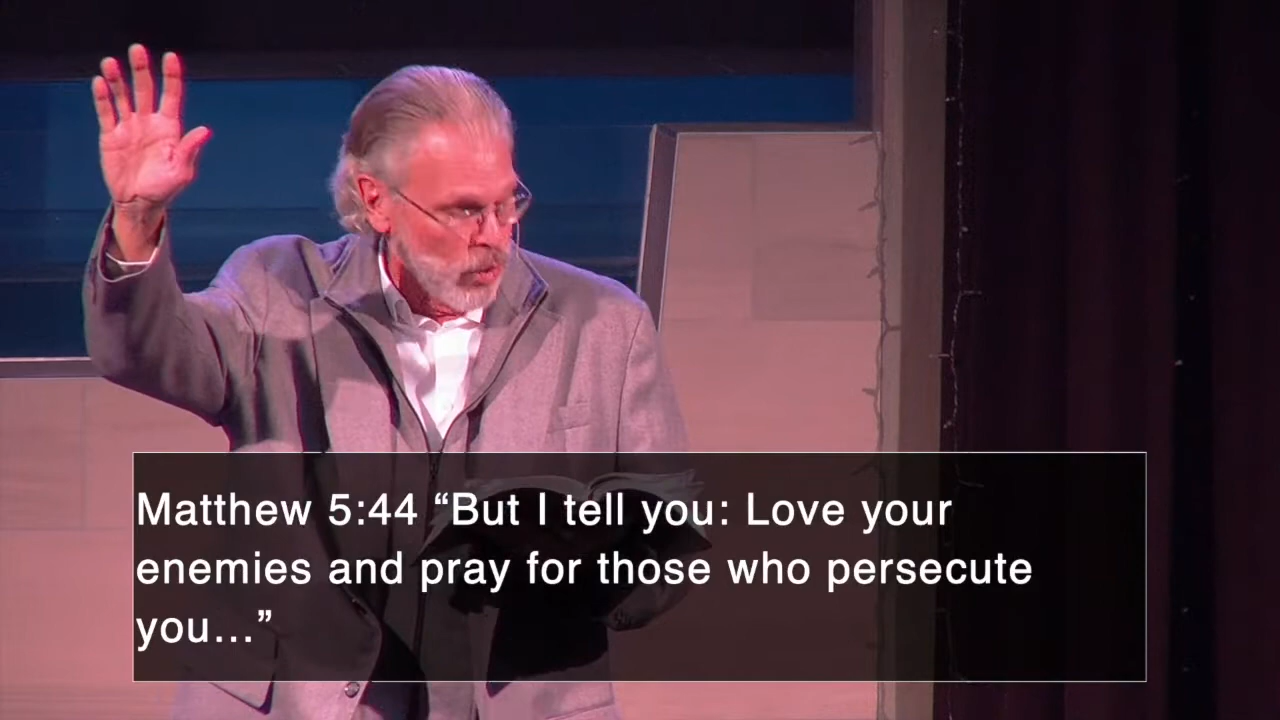 Matthew 5:44 “But I tell you: Love your
enemies and pray for those who persecute
you...”